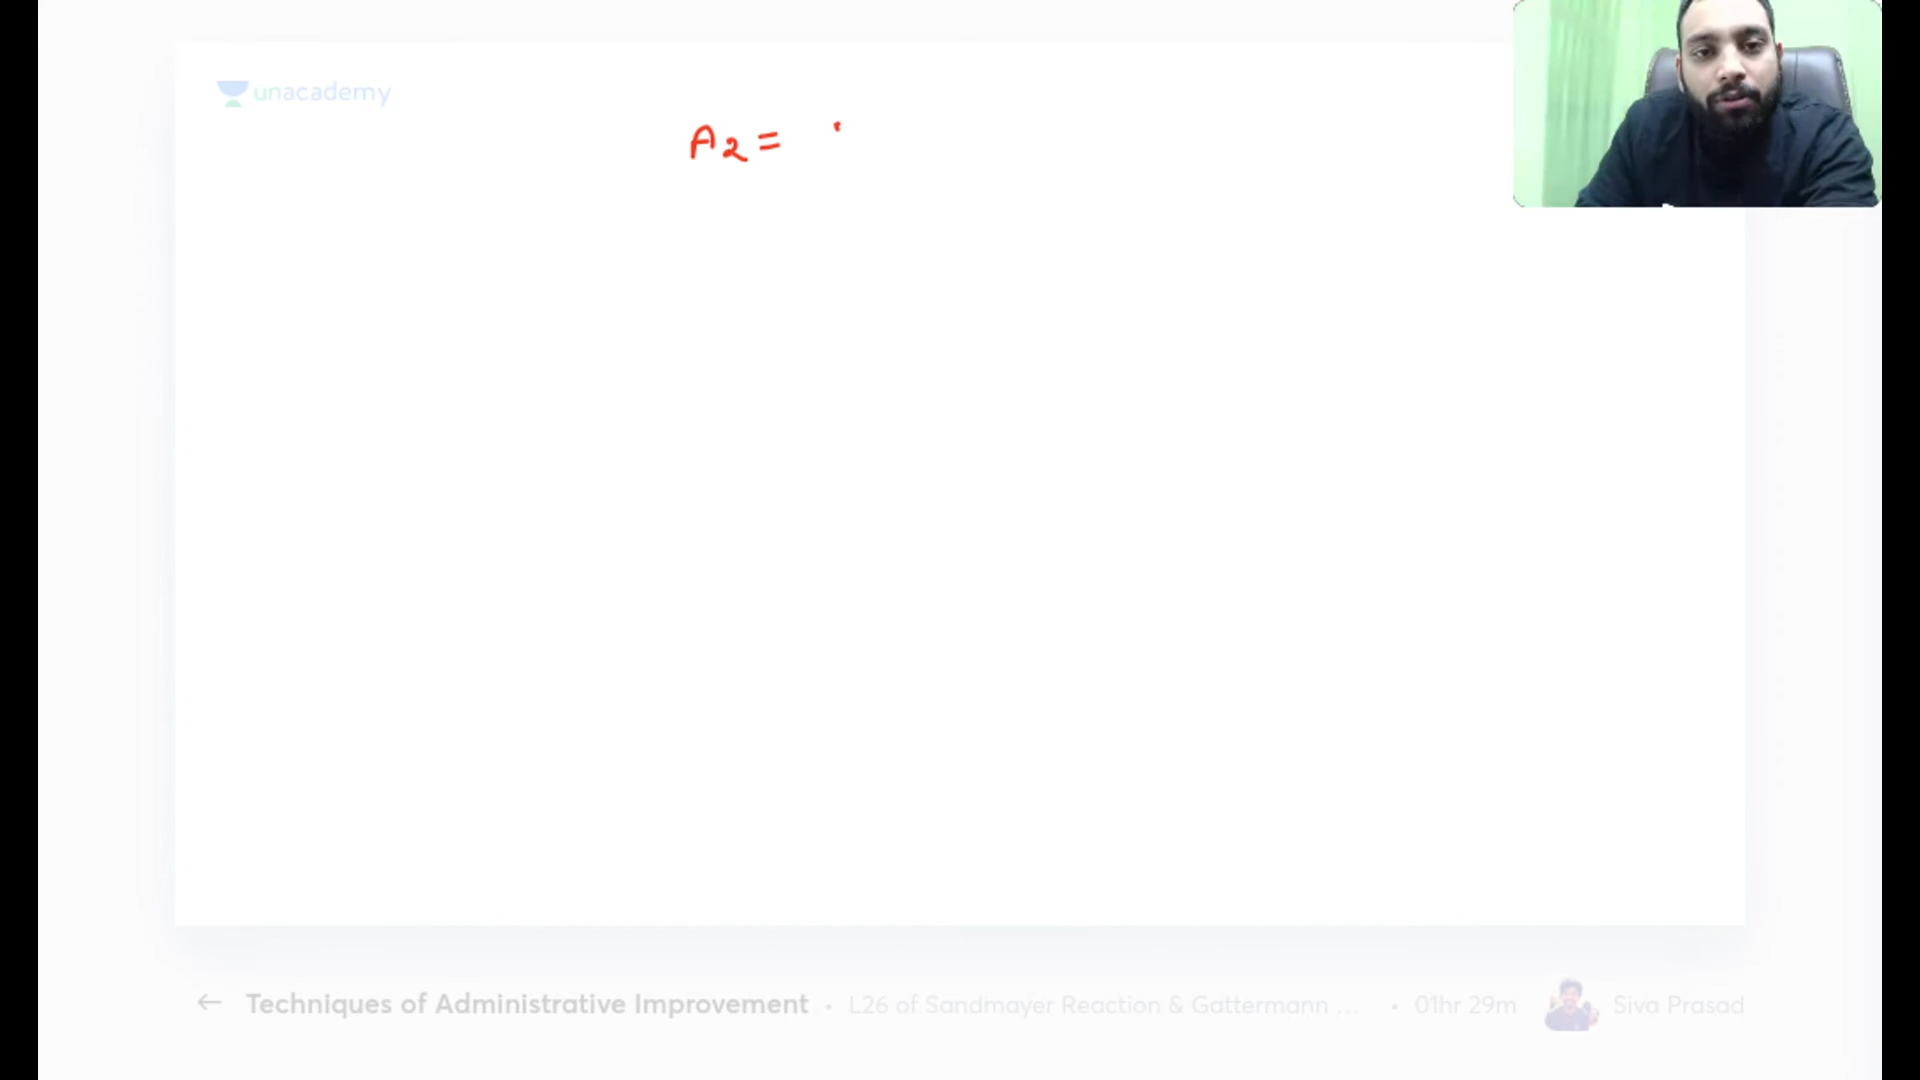 unacademy
A2 =
Techniques of Administrative Improvement • L26 of Sandmayer Reaction & Gattermann ... • 01hr 29m Siva Prasad